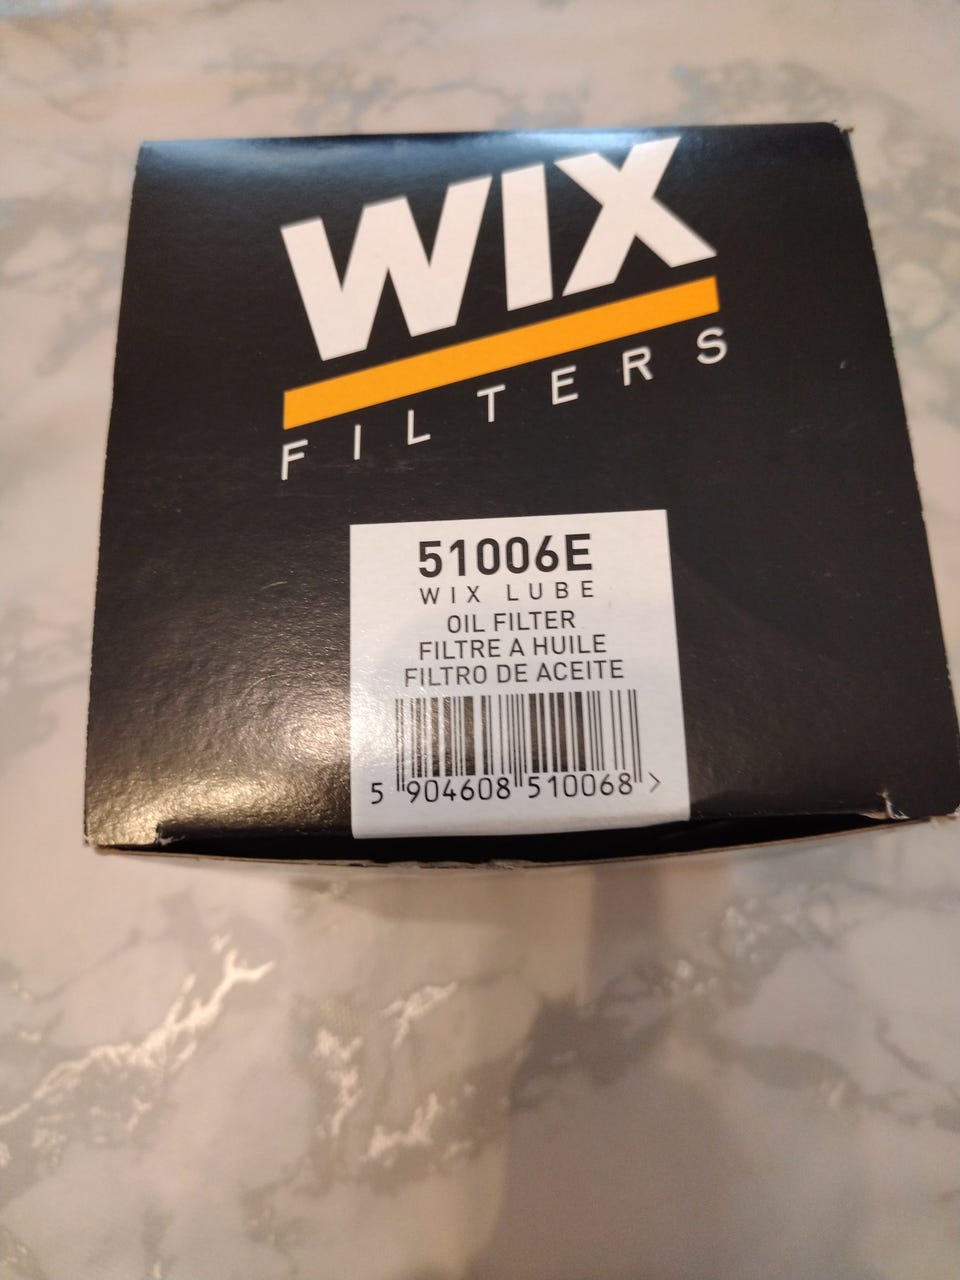 WIX
FILTERS
51006E
WIX LUBE
OIL FILTER
FILTRE A HUILE
FILTRO DE ACEITE
5 904608 510068 >